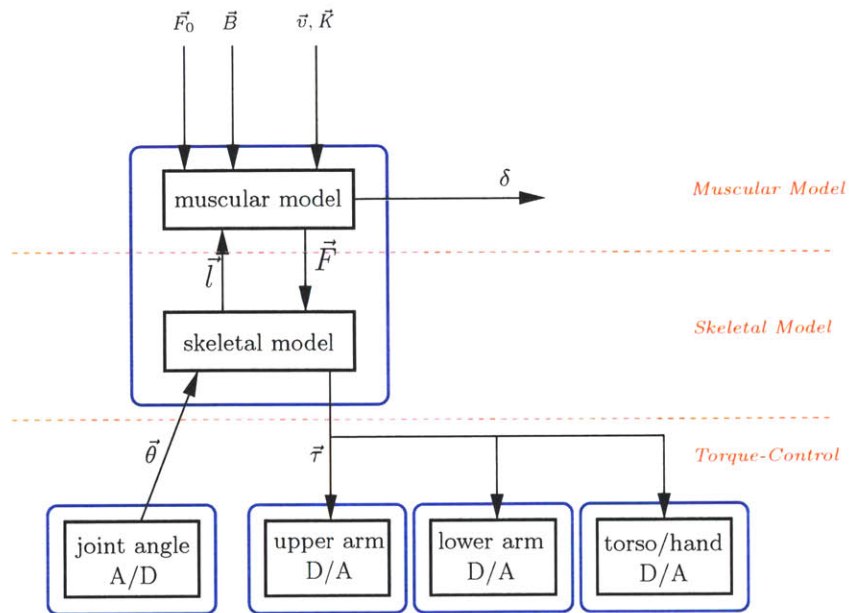 F⃗₀ B⃗ v⃗, K⃗
muscular model
δ
Muscular Model
l⃗ F⃗
skeletal model
Skeletal Model
θ⃗ τ⃗
Torque-Control
joint angle
A/D
upper arm
D/A
lower arm
D/A
torso/hand
D/A